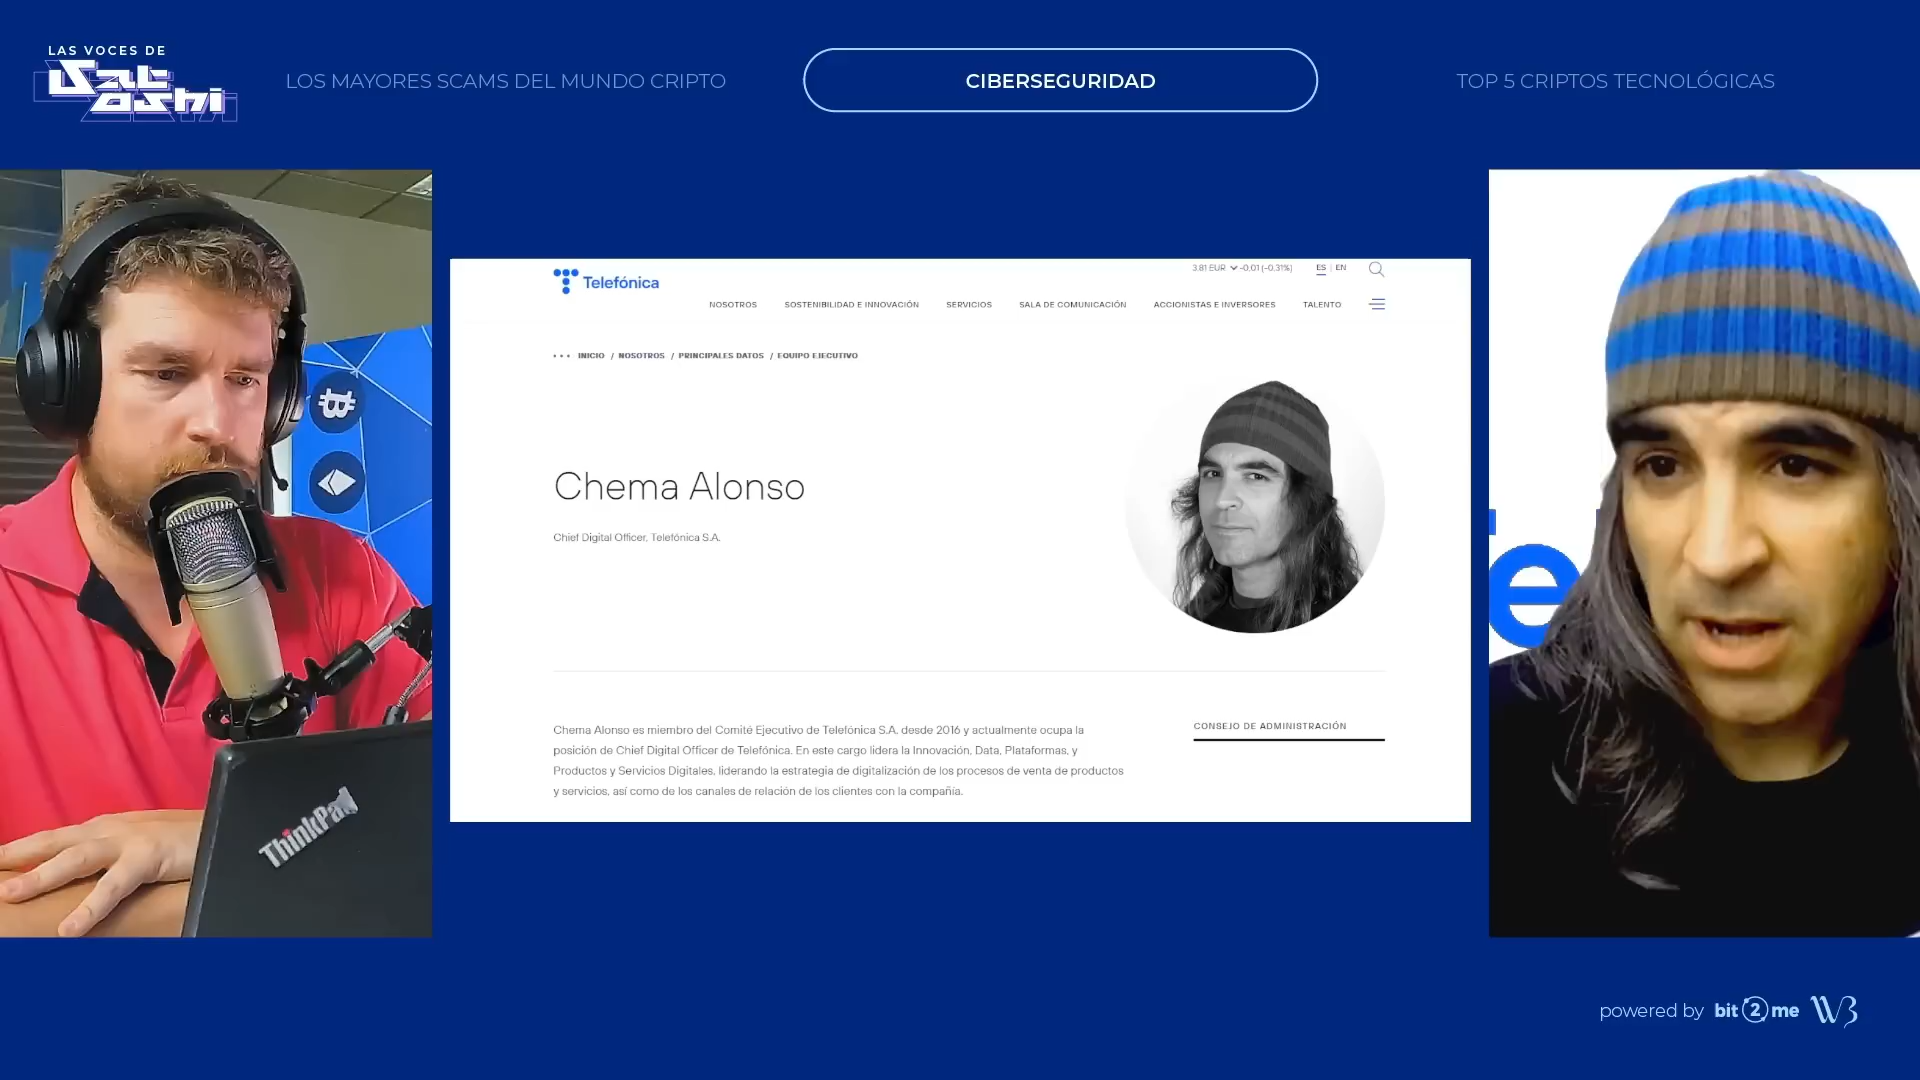 LAS VOCES DE
Satoshi
LOS MAYORES SCAMS DEL MUNDO CRIPTO
CIBERSEGURIDAD
TOP 5 CRIPTOS TECNOLÓGICAS
Telefónica
3.81 EUR -0,01 (-0,31%)
ES | EN
NOSOTROS
SOSTENIBILIDAD E INNOVACIÓN
SERVICIOS
SALA DE COMUNICACIÓN
ACCIONISTAS E INVERSORES
TALENTO
INICIO / NOSOTROS / PRINCIPALES DATOS / EQUIPO EJECUTIVO
Chema Alonso
Chief Digital Officer, Telefónica S.A.
Chema Alonso es miembro del Comité Ejecutivo de Telefónica S.A. desde 2016 y actualmente ocupa la
posición de Chief Digital Officer de Telefónica. En este cargo lidera la Innovación, Data, Plataformas, y
Productos y Servicios Digitales, liderando la estrategia de digitalización de los procesos de venta de productos
y servicios, así como de los canales de relación de los clientes con la compañía.
CONSEJO DE ADMINISTRACIÓN
e
ThinkPad
powered by bit2me W3